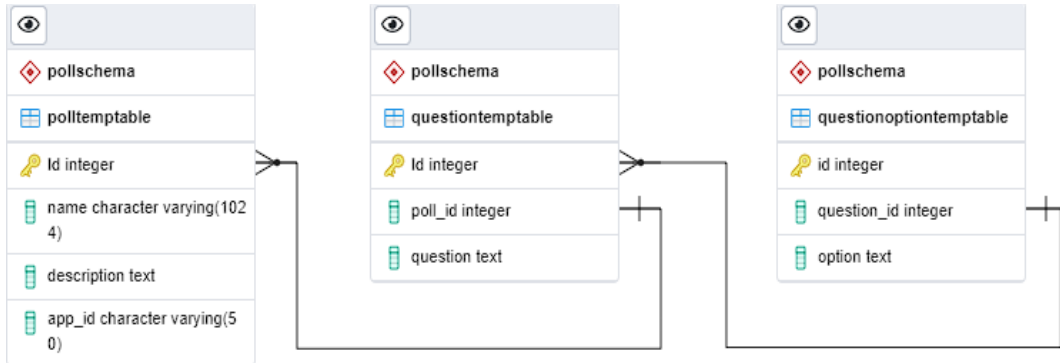 pollschema
polltemptable
Id integer
name character varying(102
4)
description text
app_id character varying(5
0)
pollschema
questiontemptable
Id integer
poll_id integer
question text
pollschema
questionoptiontemptable
id integer
question_id integer
option text